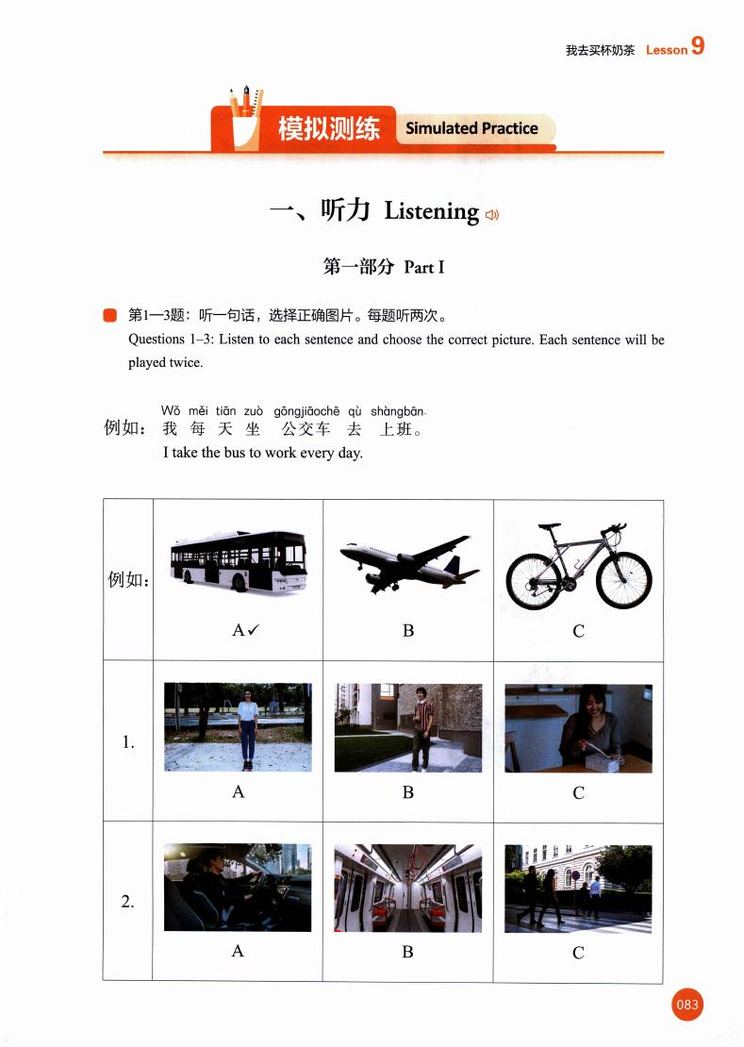 我去买杯奶茶 Lesson 9
模拟测练 Simulated Practice
一、听力 Listening
第一部分 Part I
第1—3题：听一句话，选择正确图片。每题听两次。
Questions 1–3: Listen to each sentence and choose the correct picture. Each sentence will be
played twice.
Wǒ měi tiān zuò gōngjiāochē qù shàngbān.
例如： 我 每 天 坐 公交车 去 上班。
I take the bus to work every day.
例如：
A✓ B C
1.
A B C
2.
A B C
083